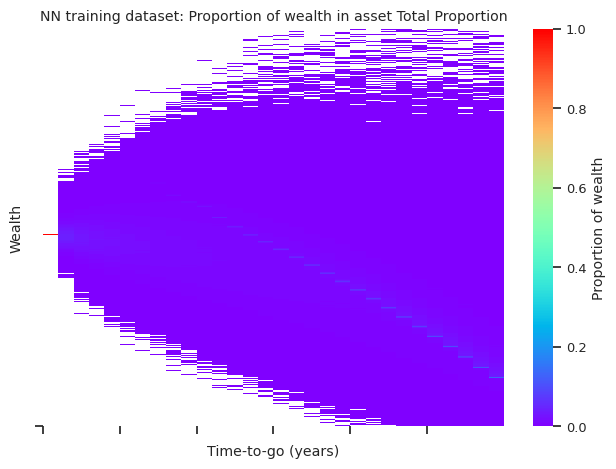 NN training dataset: Proportion of wealth in asset Total Proportion
Wealth
Time-to-go (years)
1.0
0.8
0.6
0.4
0.2
0.0
Proportion of wealth